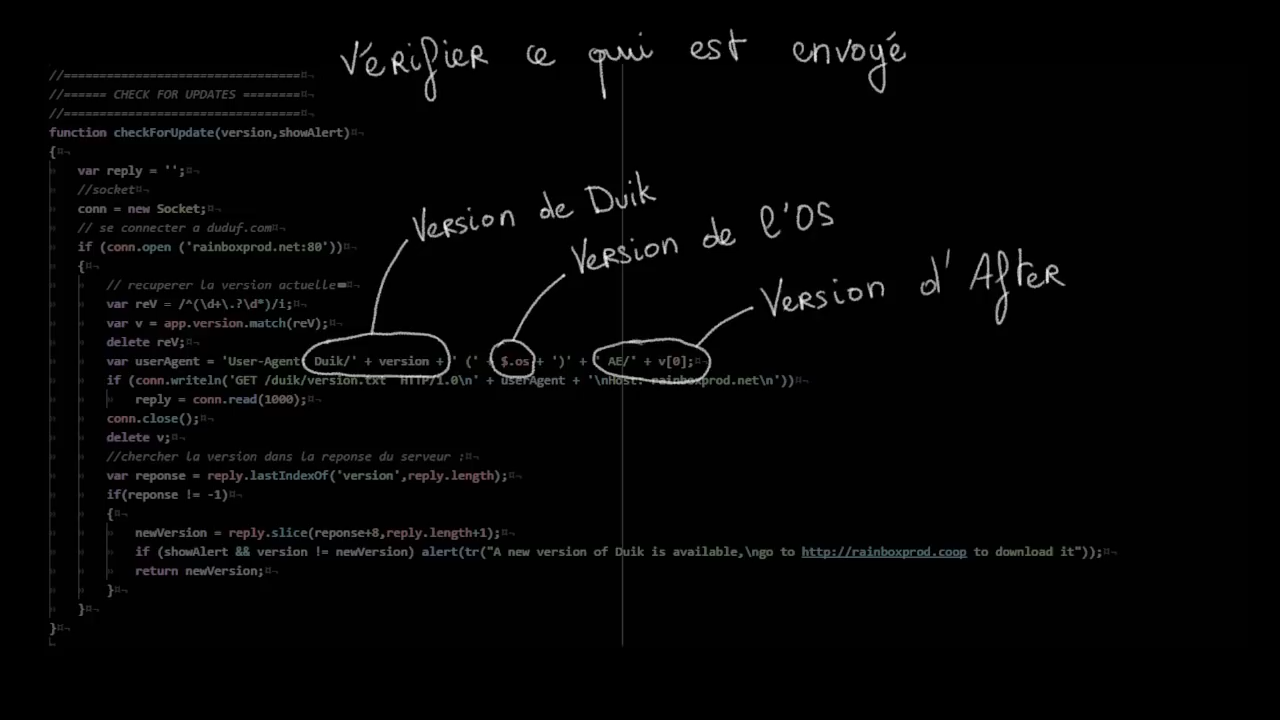 Vérifier ce qui est envoyé
//=================================
//====== CHECK FOR UPDATES ========
//=================================
function checkForUpdate(version,showAlert)
{
var reply = '';
//socket
conn = new Socket;
// se connecter a duduf.com
if (conn.open ('rainboxprod.net:80'))
{
Version de Duik
Version de l'OS
Version d'After
// recuperer la version actuelle
var reV = /^(\d+\.?\d*)/i;
var v = app.version.match(reV);
delete reV;
var userAgent = 'User-Agent: Duik/' + version + ' (' + $.os + ')' + ' AE/' + v[0];
if (conn.writeln('GET /duik/version.txt  HTTP/1.0\n' + userAgent + '\nHost: rainboxprod.net\n'))
reply = conn.read(1000);
conn.close();
delete v;
//chercher la version dans la reponse du serveur :
var reponse = reply.lastIndexOf('version',reply.length);
if(reponse != -1)
{
newVersion = reply.slice(reponse+8,reply.length+1);
if (showAlert && version != newVersion) alert(tr("A new version of Duik is available,\ngo to http://rainboxprod.coop to download it"));
return newVersion;
}
}
}